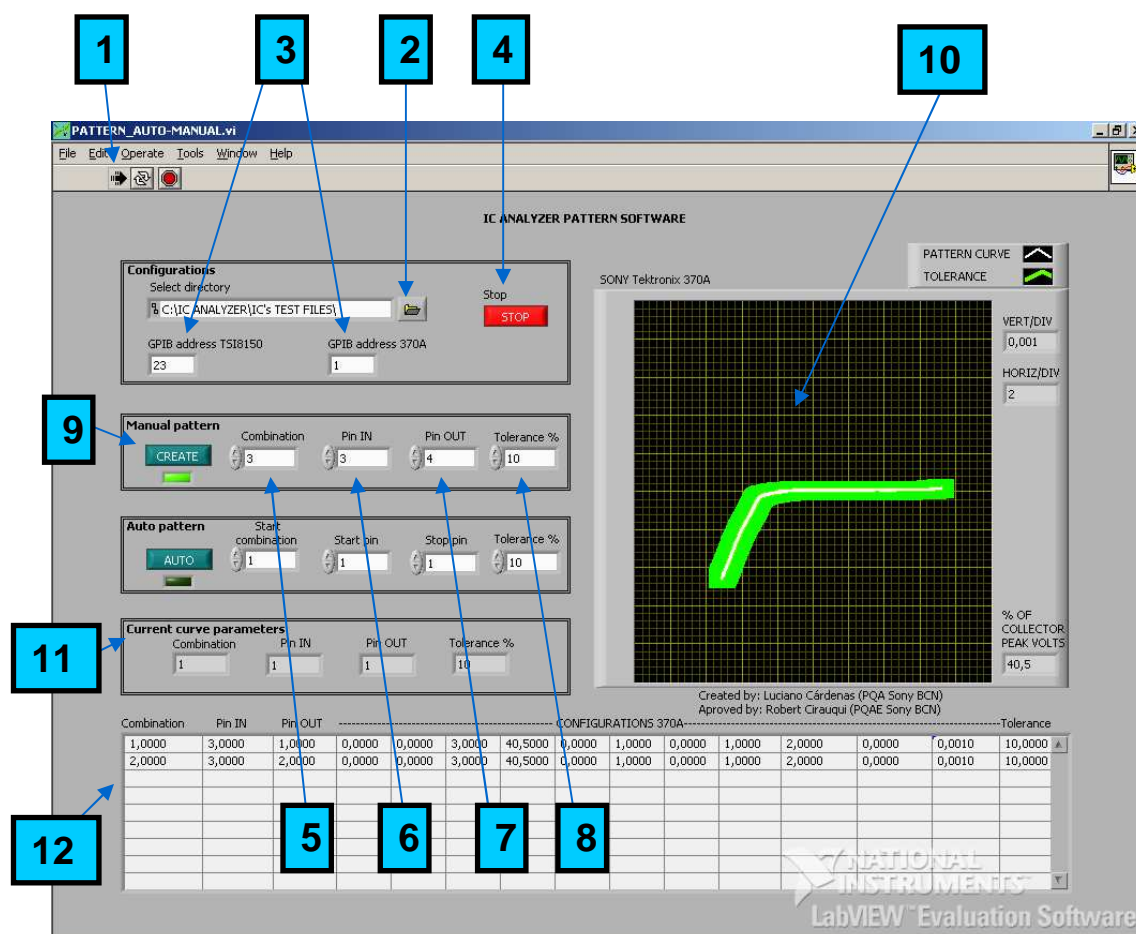 1
3
2
4
10
PATTERN_AUTO-MANUAL.vi
File Edit Operate Tools Window Help
IC ANALYZER PATTERN SOFTWARE
Configurations
Select directory
C:\IC ANALYZER\IC's TEST FILES\
Stop
STOP
GPIB address TSI8150
GPIB address 370A
23
1
SONY Tektronix 370A
PATTERN CURVE
TOLERANCE
VERT/DIV
0,001
HORIZ/DIV
2
9
Manual pattern
Combination Pin IN Pin OUT Tolerance %
CREATE 3 3 4 10
Auto pattern
Start combination Start pin Stop pin Tolerance %
AUTO 1 1 1 10
11
Current curve parameters
Combination Pin IN Pin OUT Tolerance %
1 1 1 10
% OF
COLLECTOR
PEAK VOLTS
40,5
Created by: Luciano Cárdenas (PQA Sony BCN)
Aproved by: Robert Cirauqui (PQAE Sony BCN)
Combination Pin IN Pin OUT ---CONFIGURATIONS 370A--- Tolerance
1,0000 3,0000 1,0000 0,0000 0,0000 3,0000 40,5000 0,0000 1,0000 0,0000 1,0000 2,0000 0,0000 0,0010 10,0000
2,0000 3,0000 2,0000 0,0000 0,0000 3,0000 40,5000 0,0000 1,0000 0,0000 1,0000 2,0000 0,0000 0,0010 10,0000
12
5
6
7
8
NATIONAL
INSTRUMENTS
LabVIEW™ Evaluation Software